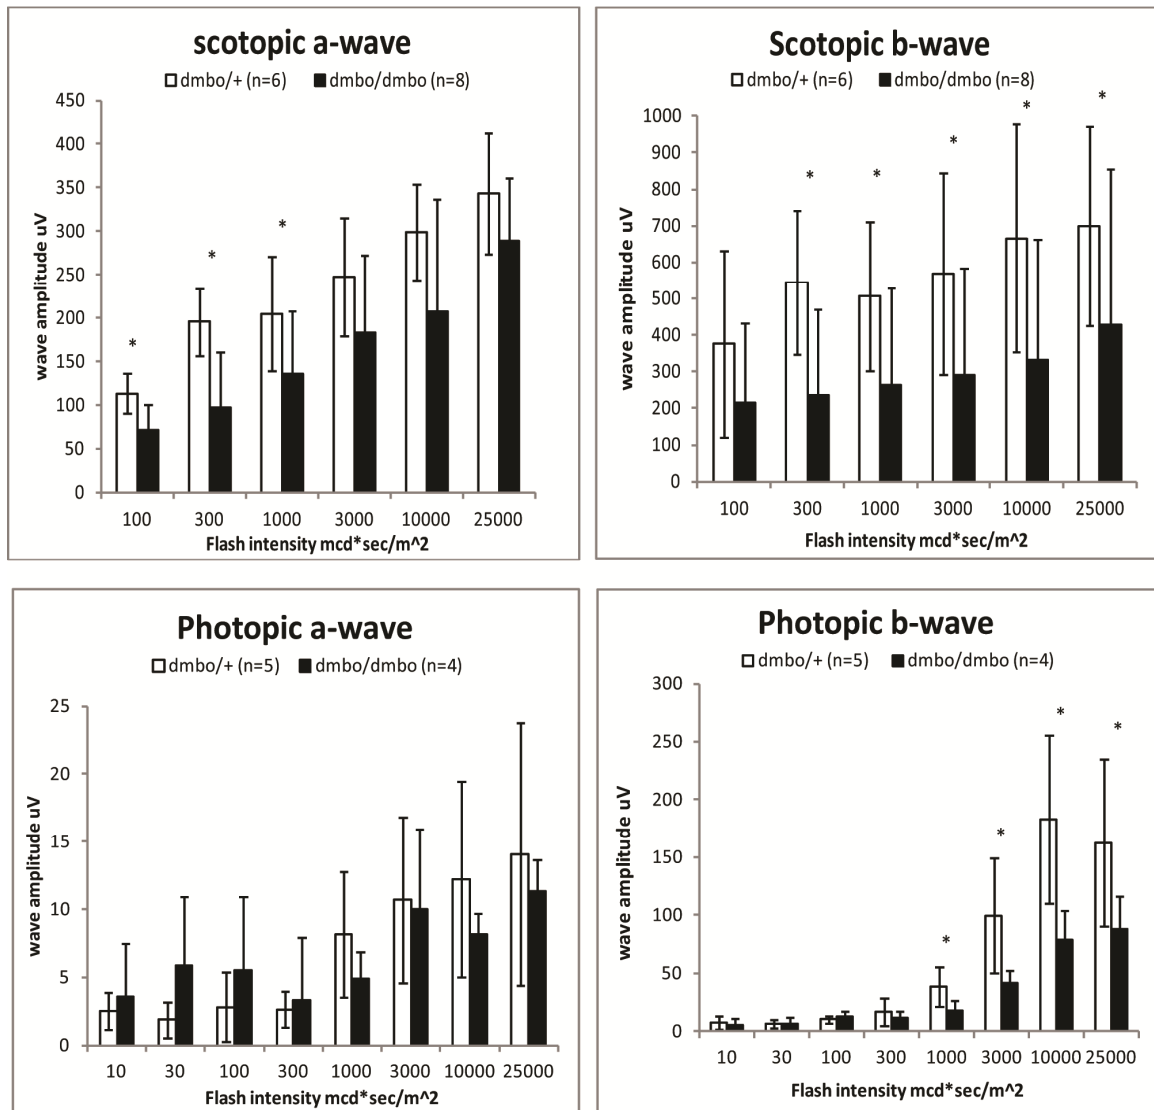 scotopic a-wave
dmbo/+ (n=6) dmbo/dmbo (n=8)
wave amplitude uV
450
400
350
300
250
200
150
100
50
0
* * *
100 300 1000 3000 10000 25000
Flash intensity mcd*sec/m^2
Scotopic b-wave
dmbo/+ (n=6) dmbo/dmbo (n=8)
wave amplitude uV
1000
900
800
700
600
500
400
300
200
100
0
* * * * *
100 300 1000 3000 10000 25000
Flash intensity mcd*sec/m^2
Photopic a-wave
dmbo/+ (n=5) dmbo/dmbo (n=4)
wave amplitude uV
25
20
15
10
5
0
10 30 100 300 1000 3000 10000 25000
Flash intensity mcd*sec/m^2
Photopic b-wave
dmbo/+ (n=5) dmbo/dmbo (n=4)
wave amplitude uV
300
250
200
150
100
50
0
* * * *
10 30 100 300 1000 3000 10000 25000
Flash intensity mcd*sec/m^2